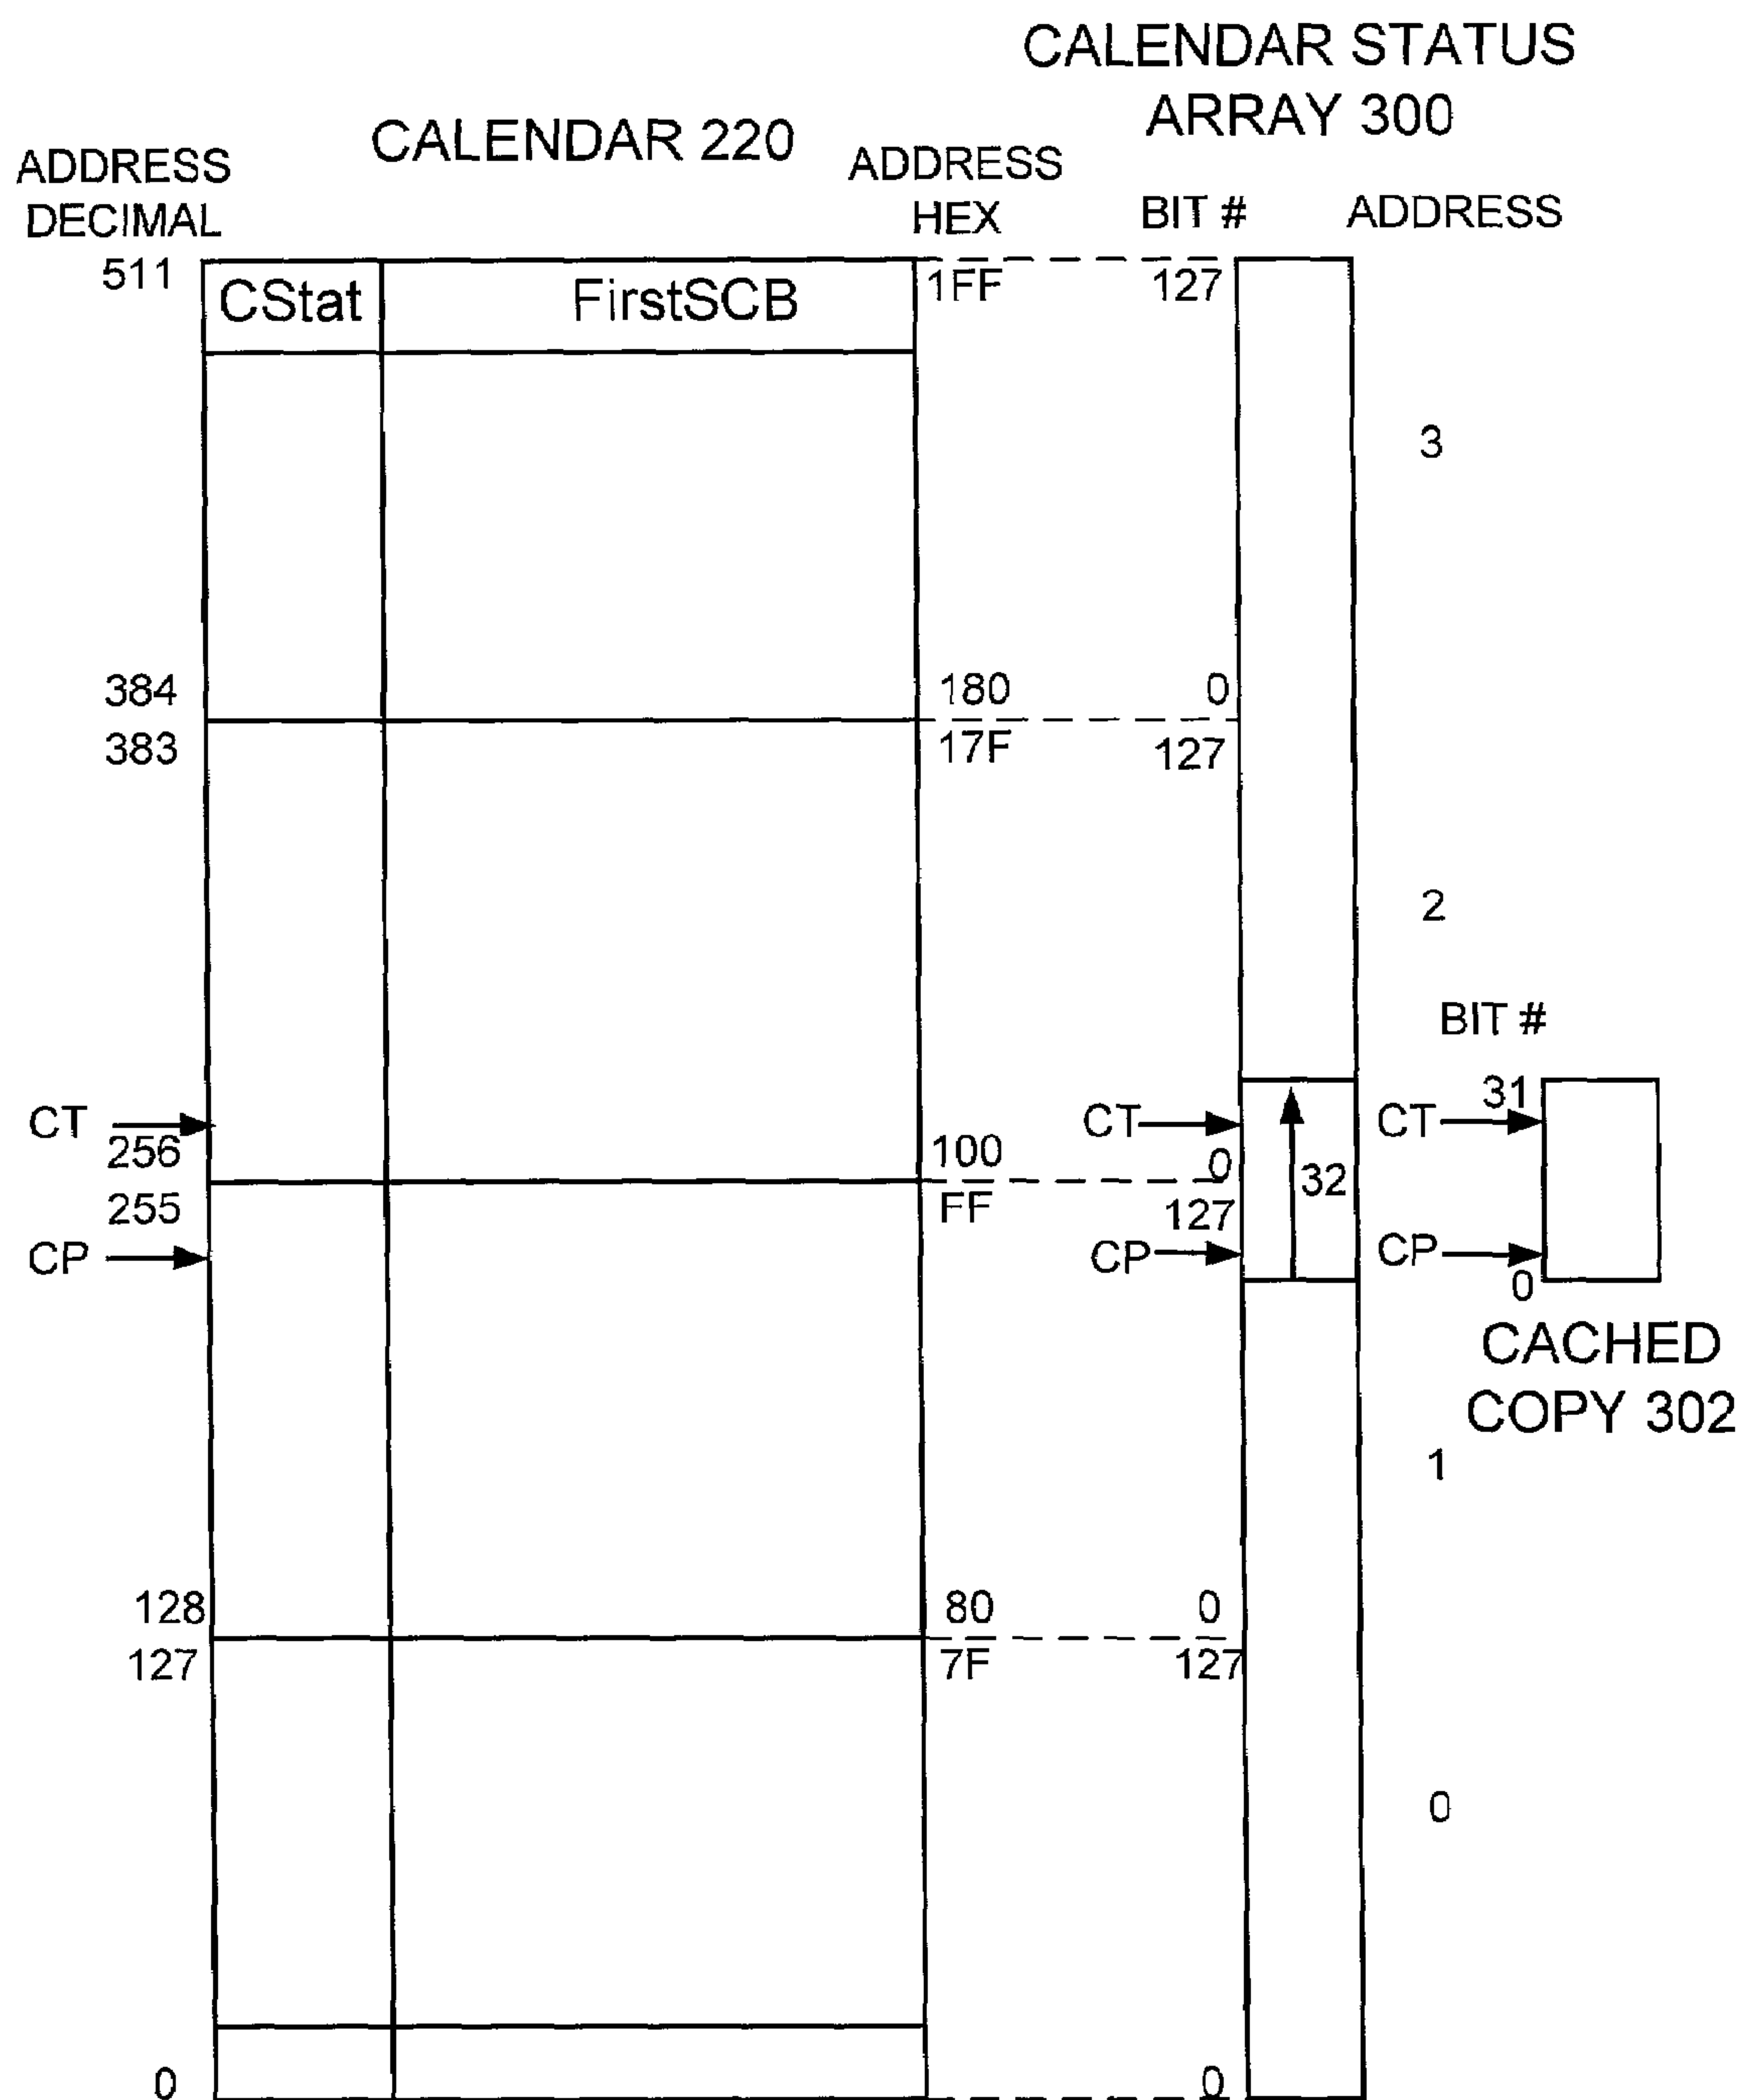 CALENDAR STATUS
ARRAY 300
CALENDAR 220
ADDRESS
DECIMAL
ADDRESS
HEX
BIT #
ADDRESS
511
CStat
FirstSCB
1FF
127
3
384
180
0
383
17F
127
2
BIT #
31
CT
CT
CT
256
100
0
32
255
FF
127
CP
CP
CP
0
CACHED
COPY 302
1
128
80
0
127
7F
127
0
0
0